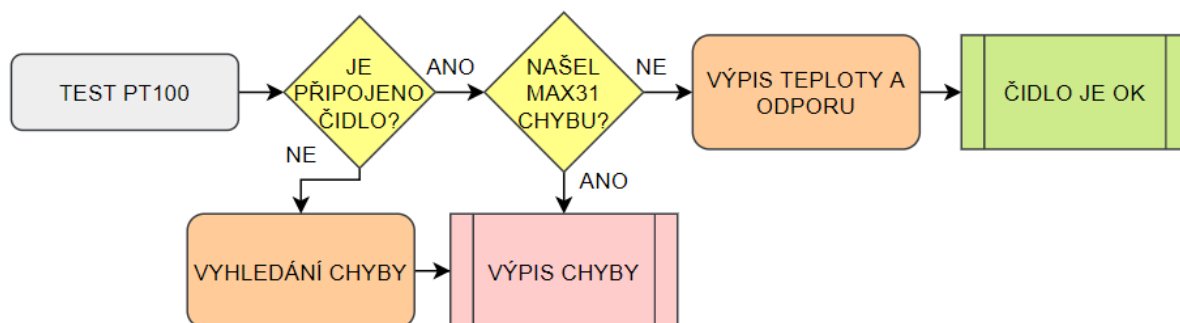 TEST PT100
JE
PŘIPOJENO
ČIDLO?
ANO
NAŠEL
MAX31
CHYBU?
NE
VÝPIS TEPLOTY A
ODPORU
ČIDLO JE OK
NE
ANO
VYHLEDÁNÍ CHYBY
VÝPIS CHYBY